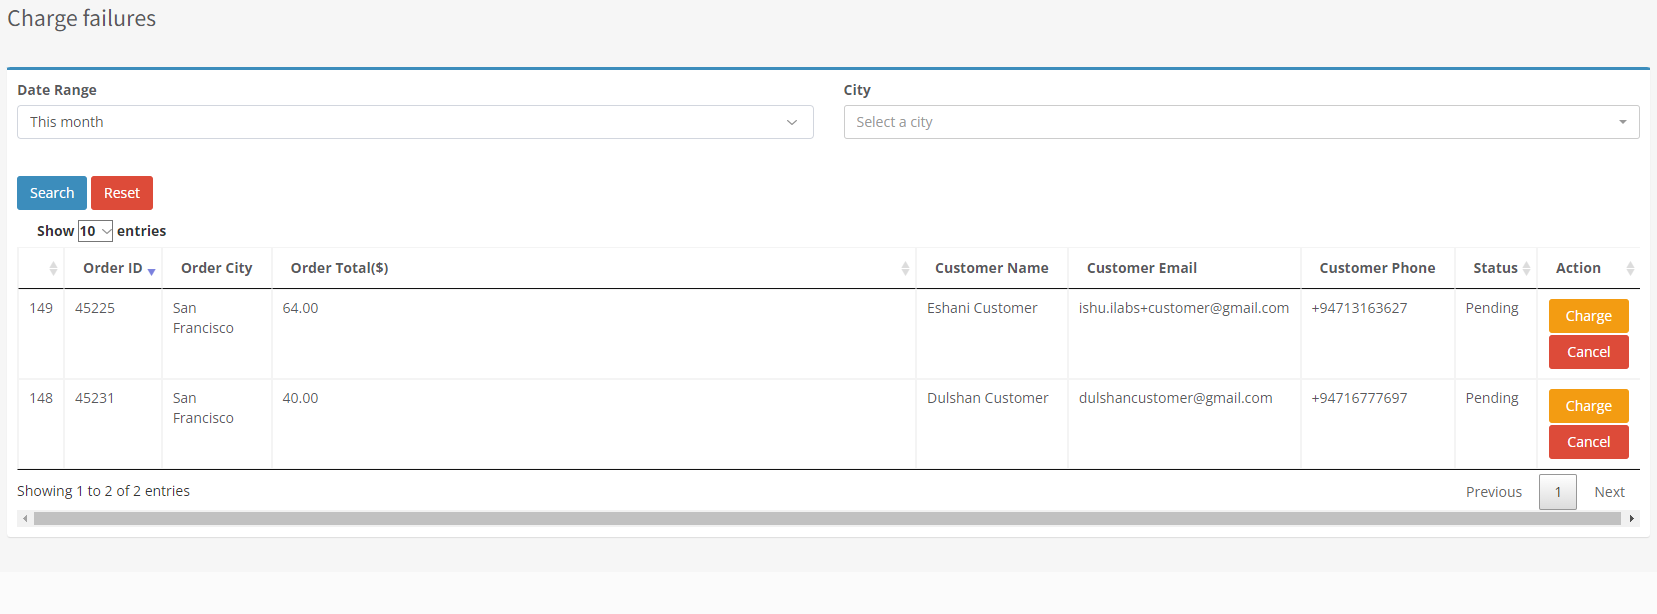 Charge failures
Date Range
City
This month
Select a city
Search Reset
Show 10 entries
Order ID Order City Order Total($) Customer Name Customer Email Customer Phone Status Action
149 45225 San Francisco 64.00 Eshani Customer ishu.ilabs+customer@gmail.com +94713163627 Pending Charge
Cancel
148 45231 San Francisco 40.00 Dulshan Customer dulshancustomer@gmail.com +94716777697 Pending Charge
Cancel
Showing 1 to 2 of 2 entries
Previous 1 Next